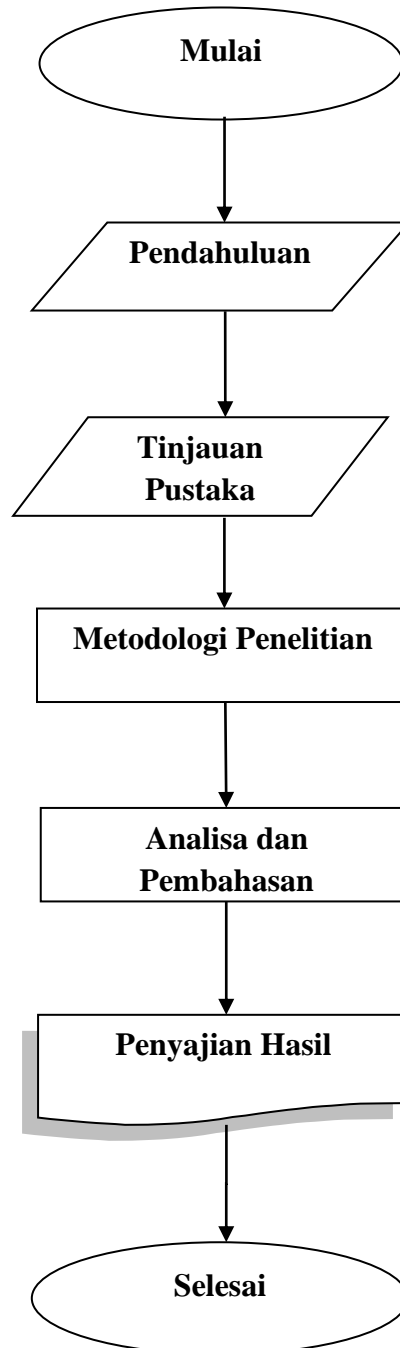 Mulai
Pendahuluan
Tinjauan
Pustaka
Metodologi Penelitian
Analisa dan
Pembahasan
Penyajian Hasil
Selesai